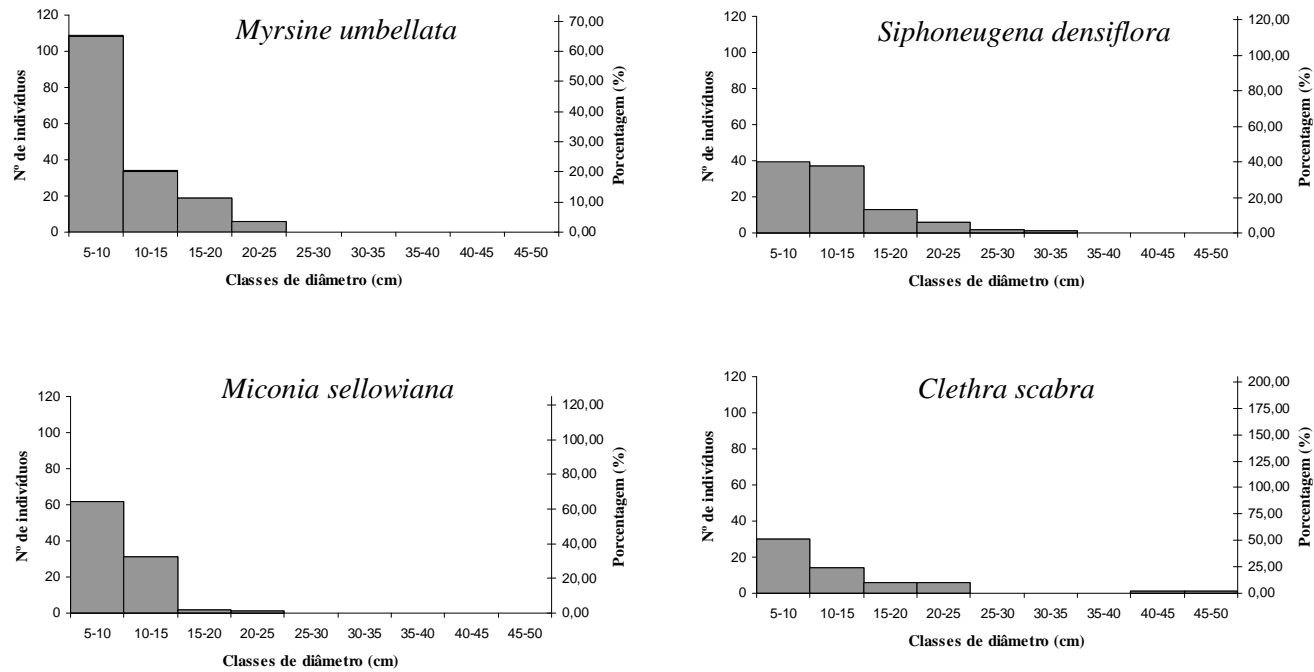 Myrsine umbellata
Nº de indivíduos
120
100
80
60
40
20
0
70,00
60,00
50,00
40,00
30,00
20,00
10,00
0,00
Porcentagem (%)
5-10 10-15 15-20 20-25 25-30 30-35 35-40 40-45 45-50
Classes de diâmetro (cm)
Siphoneugena densiflora
Nº de indivíduos
120
100
80
60
40
20
0
120,00
100,00
80,00
60,00
40,00
20,00
0,00
Porcentagem (%)
5-10 10-15 15-20 20-25 25-30 30-35 35-40 40-45 45-50
Classes de diâmetro (cm)
Miconia sellowiana
Nº de indivíduos
120
100
80
60
40
20
0
120,00
100,00
80,00
60,00
40,00
20,00
0,00
Porcentagem (%)
5-10 10-15 15-20 20-25 25-30 30-35 35-40 40-45 45-50
Classes de diâmetro (cm)
Clethra scabra
Nº de indivíduos
120
100
80
60
40
20
0
200,00
175,00
150,00
125,00
100,00
75,00
50,00
25,00
0,00
Porcentagem (%)
5-10 10-15 15-20 20-25 25-30 30-35 35-40 40-45 45-50
Classes de diâmetro (cm)